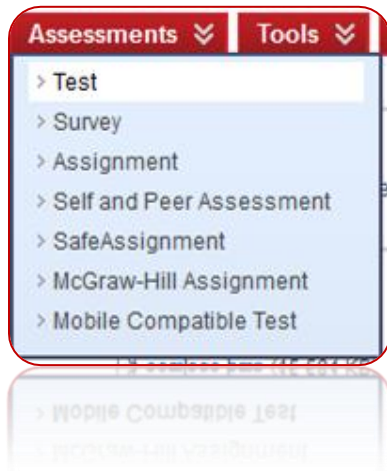 Assessments Tools
> Test
> Survey
> Assignment
> Self and Peer Assessment
> SafeAssignment
> McGraw-Hill Assignment
> Mobile Compatible Test